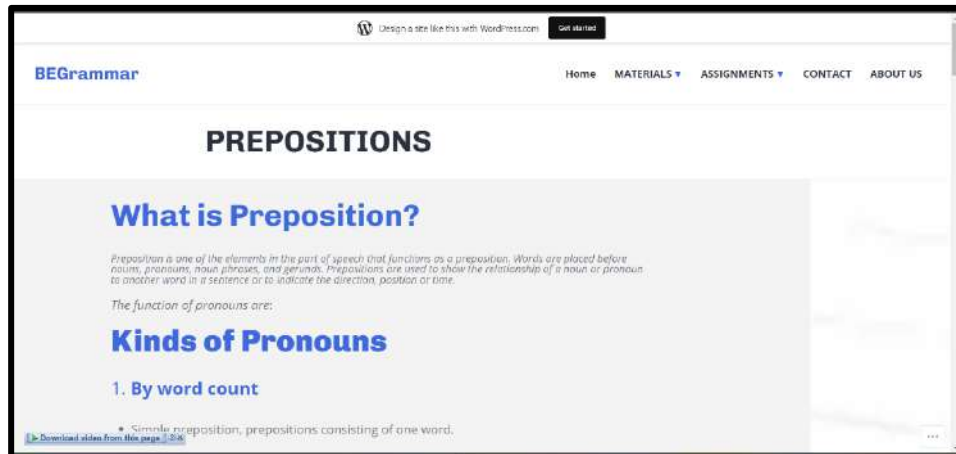 Design a site like this with WordPress.com Get started
BEGrammar Home MATERIALS ▾ ASSIGNMENTS ▾ CONTACT ABOUT US
PREPOSITIONS
What is Preposition?
Preposition is one of the elements in the part of speech that functions as a preposition. Words are placed before
nouns, pronouns, noun phrases, and gerunds. Prepositions are used to show the relationship of a noun or pronoun
to another word in a sentence or to indicate the direction, position or time.
The function of pronouns are:
Kinds of Pronouns
1. By word count
• Simple preposition, prepositions consisting of one word.
Download video from this page